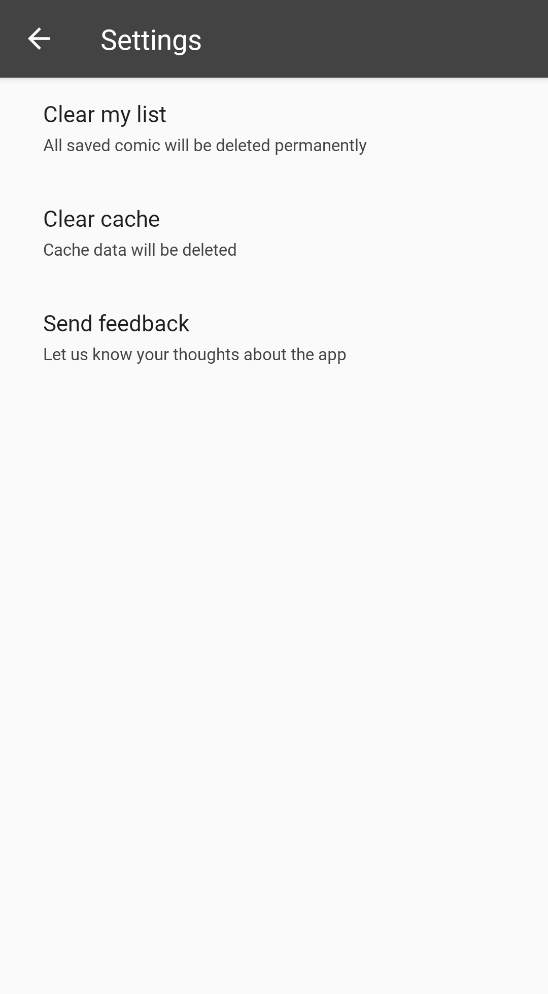 Settings
Clear my list
All saved comic will be deleted permanently
Clear cache
Cache data will be deleted
Send feedback
Let us know your thoughts about the app